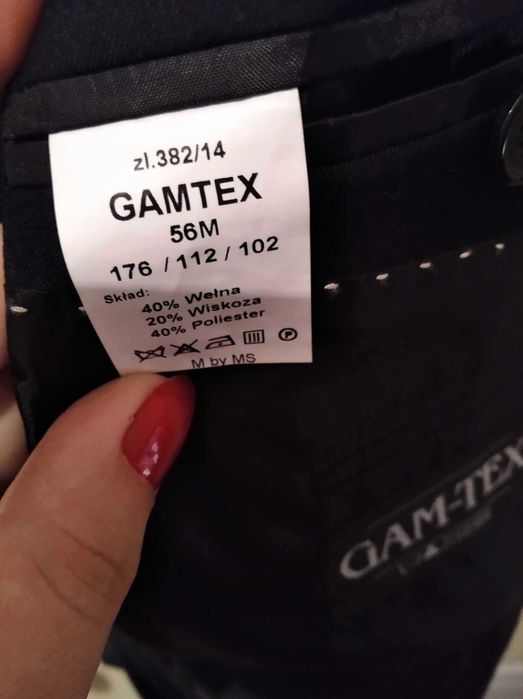 zl.382/14
GAMTEX
56M
176 / 112 / 102
Skład:
40% Wełna
20% Wiskoza
40% Poliester
P
M by MS
GAM-TEX